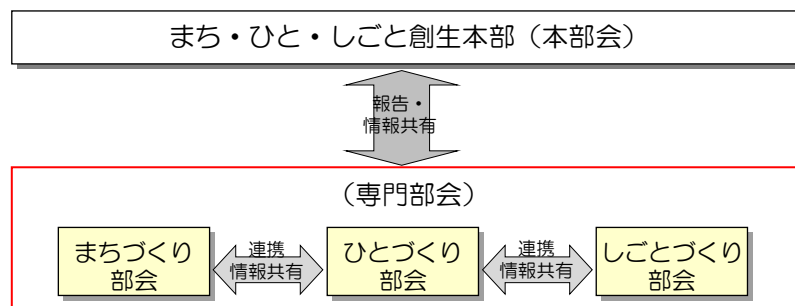 まち・ひと・しごと創生本部（本部会）
報告・
情報共有
（専門部会）
まちづくり
部会
連携
情報共有
ひとづくり
部会
連携
情報共有
しごとづくり
部会